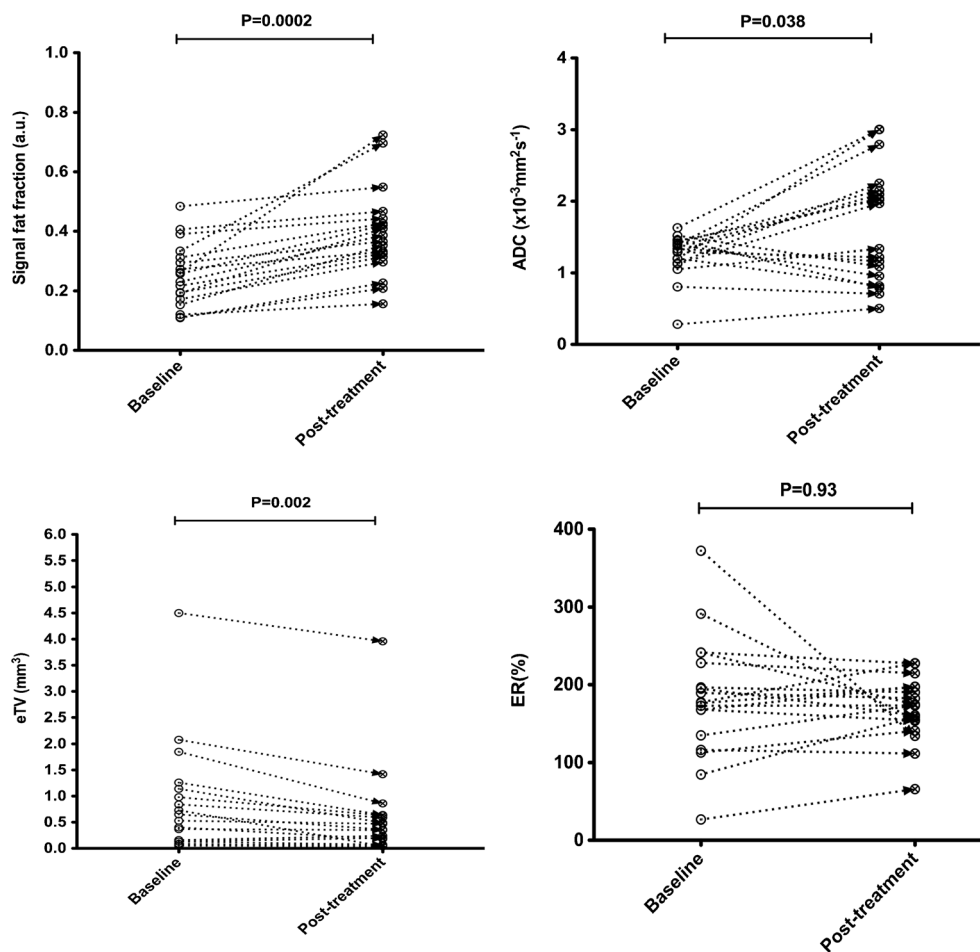 P=0.0002
Signal fat fraction (a.u.)
1.0
0.8
0.6
0.4
0.2
0.0
Baseline
Post-treatment
P=0.038
ADC (x10-3mm2s-1)
4
3
2
1
0
Baseline
Post-treatment
P=0.002
eTV (mm3)
6.0
5.5
5.0
4.5
4.0
3.5
3.0
2.5
2.0
1.5
1.0
0.5
0.0
Baseline
Post-treatment
P=0.93
ER(%)
400
300
200
100
0
Baseline
Post-treatment